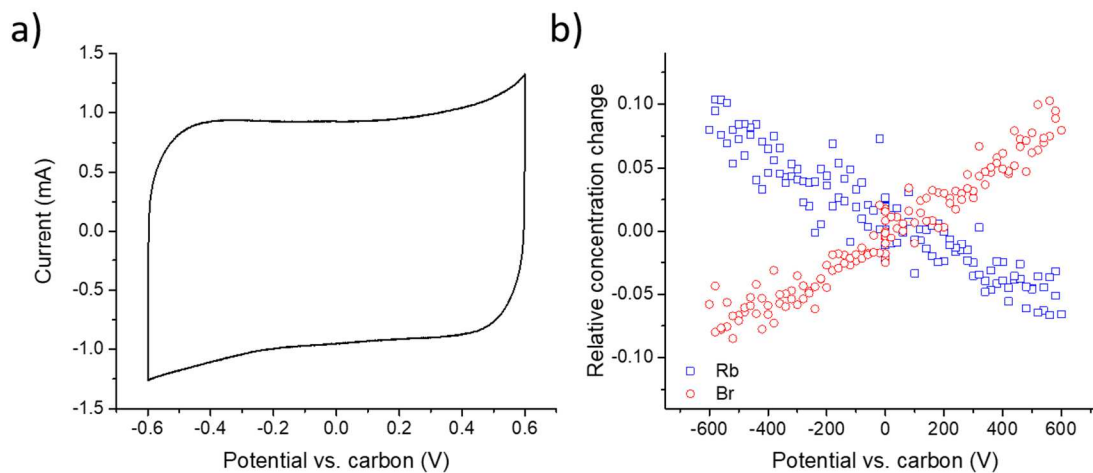 a)
1.5
1.0
0.5
0.0
-0.5
-1.0
-1.5
Current (mA)
-0.6 -0.4 -0.2 0.0 0.2 0.4 0.6
Potential vs. carbon (V)
b)
0.10
0.05
0.00
-0.05
-0.10
Relative concentration change
Rb
Br
-600 -400 -200 0 200 400 600
Potential vs. carbon (V)